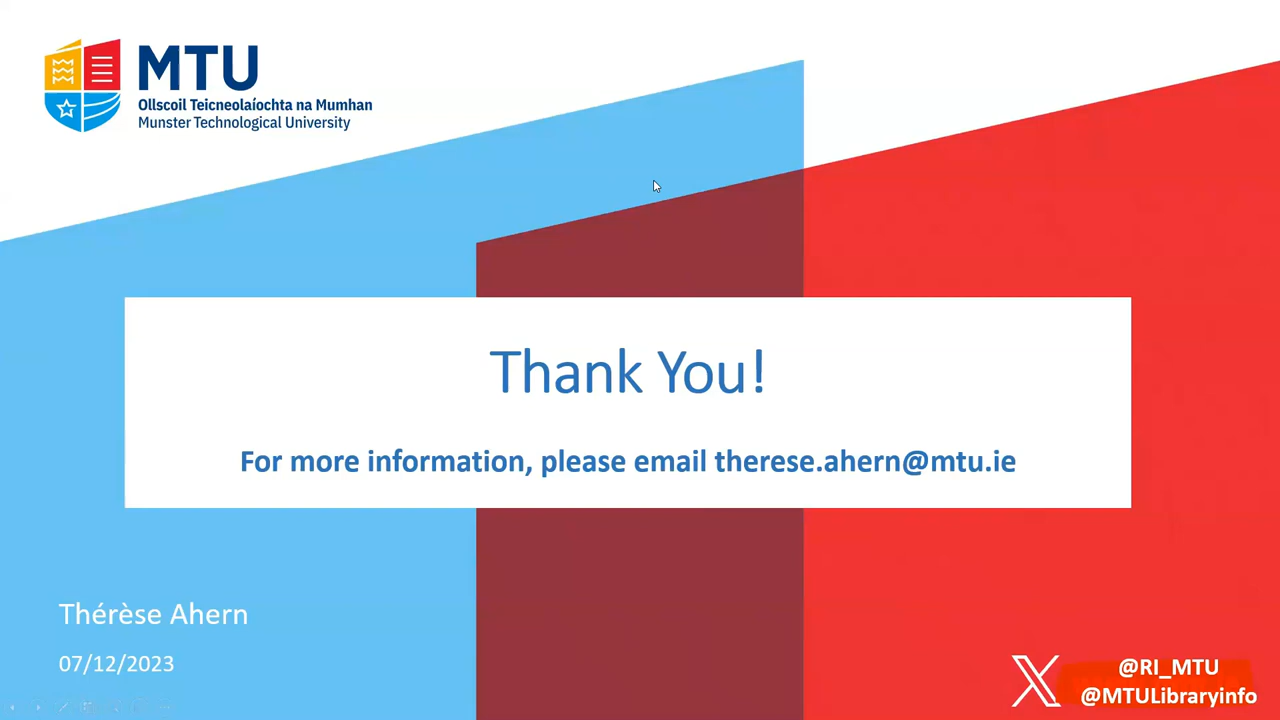 MTU
Ollscoil Teicneolaíochta na Mumhan
Munster Technological University
Thank You!
For more information, please email therese.ahern@mtu.ie
Thérèse Ahern
07/12/2023
@RI_MTU
@MTULibraryinfo